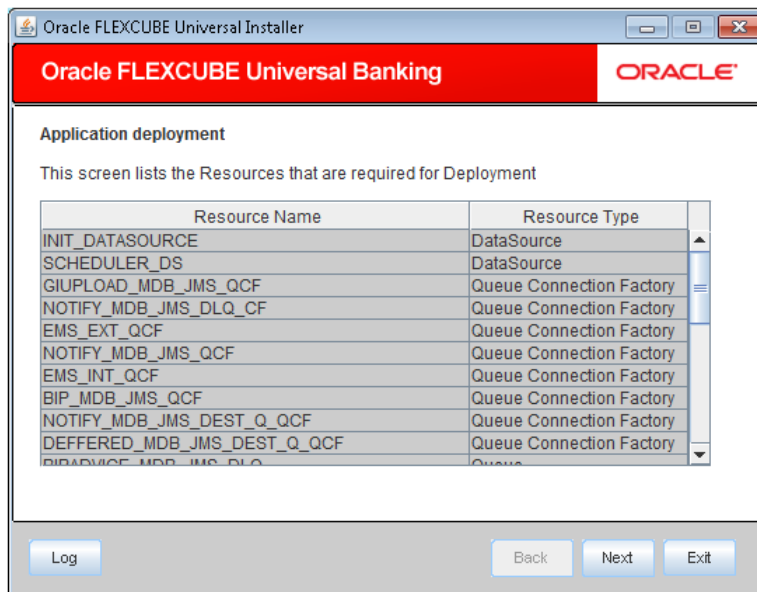 Oracle FLEXCUBE Universal Installer
Oracle FLEXCUBE Universal Banking
ORACLE
Application deployment
This screen lists the Resources that are required for Deployment
Resource Name Resource Type
INIT_DATASOURCE DataSource
SCHEDULER_DS DataSource
GIUPLOAD_MDB_JMS_QCF Queue Connection Factory
NOTIFY_MDB_JMS_DLQ_CF Queue Connection Factory
EMS_EXT_QCF Queue Connection Factory
NOTIFY_MDB_JMS_QCF Queue Connection Factory
EMS_INT_QCF Queue Connection Factory
BIP_MDB_JMS_QCF Queue Connection Factory
NOTIFY_MDB_JMS_DEST_Q_QCF Queue Connection Factory
DEFFERED_MDB_JMS_DEST_Q_QCF Queue Connection Factory
BIPADVICE_MDB_JMS_DLQ Queue
Log Back Next Exit